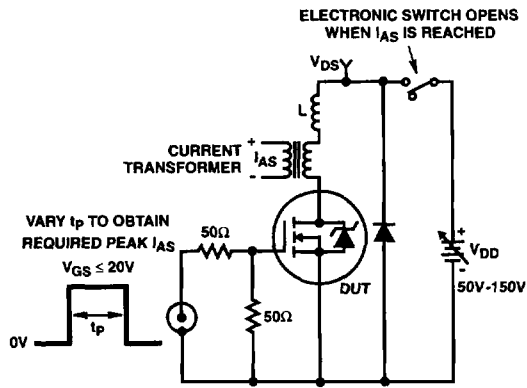 ELECTRONIC SWITCH OPENS
WHEN IAS IS REACHED
VDS
L
CURRENT
TRANSFORMER
+
IAS
-
VARY tP TO OBTAIN
REQUIRED PEAK IAS
VGS ≤ 20V
50Ω
DUT
+
VDD
-
50V-150V
0V
tP
50Ω